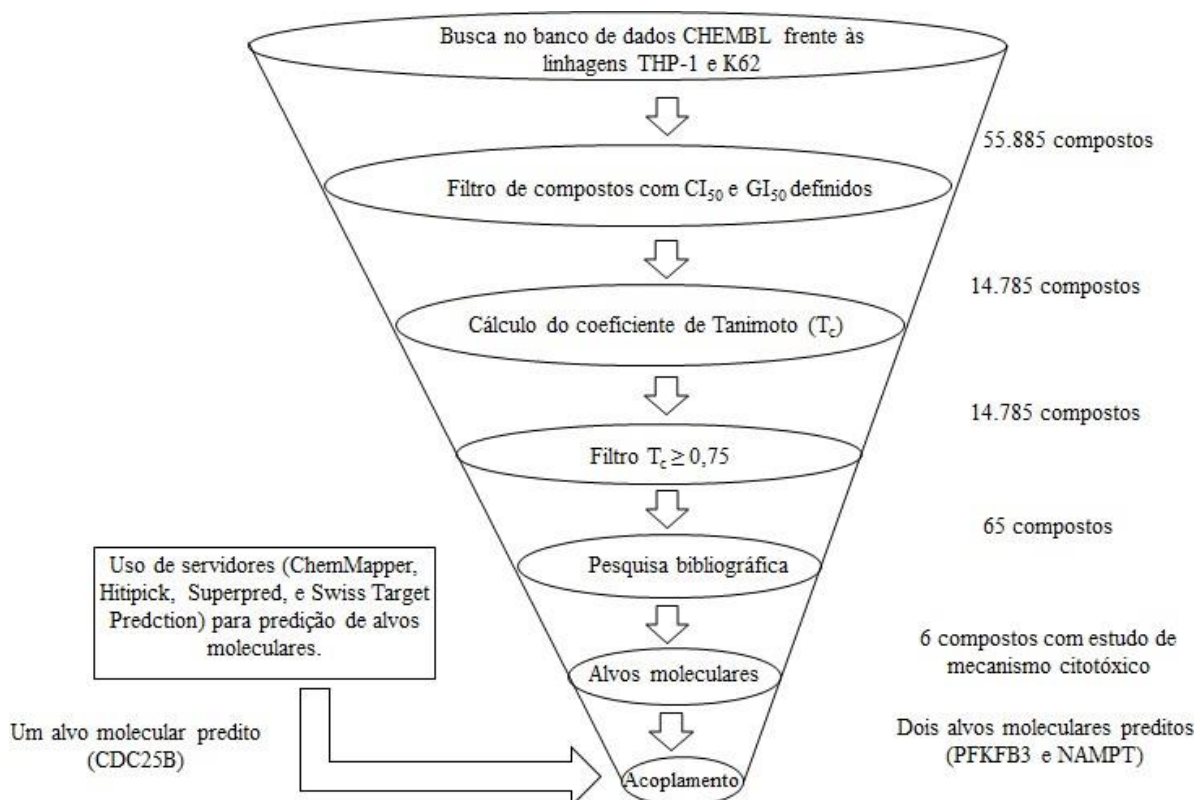 Busca no banco de dados CHEMBL frente às
linhagens THP-1 e K62
55.885 compostos
Filtro de compostos com CI₅₀ e GI₅₀ definidos
14.785 compostos
Cálculo do coeficiente de Tanimoto (T꜀)
14.785 compostos
Filtro T꜀ ≥ 0,75
65 compostos
Pesquisa bibliográfica
Uso de servidores (ChemMapper,
Hitipick, Superpred, e Swiss Target
Predction) para predição de alvos
moleculares.
6 compostos com estudo de
mecanismo citotóxico
Alvos moleculares
Um alvo molecular predito
(CDC25B)
Dois alvos moleculares preditos
(PFKFB3 e NAMPT)
Acoplamento